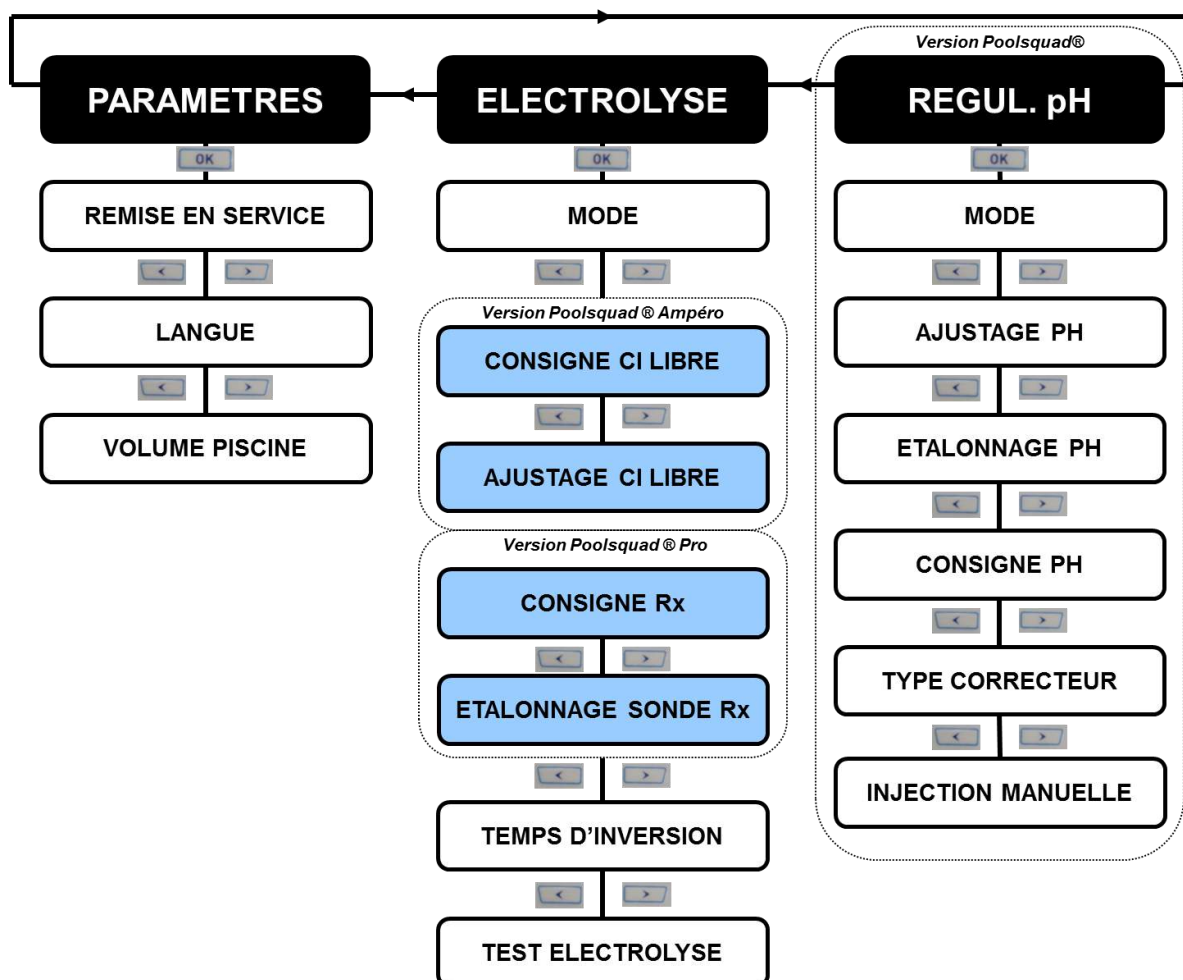 Version Poolsquad®
PARAMETRES
ELECTROLYSE
REGUL. pH
OK
OK
OK
REMISE EN SERVICE
MODE
MODE
< >
< >
< >
LANGUE
Version Poolsquad ® Ampéro
CONSIGNE CI LIBRE
AJUSTAGE PH
< >
< >
< >
VOLUME PISCINE
AJUSTAGE CI LIBRE
ETALONNAGE PH
< >
Version Poolsquad ® Pro
CONSIGNE Rx
CONSIGNE PH
< >
< >
ETALONNAGE SONDE Rx
TYPE CORRECTEUR
< >
< >
TEMPS D’INVERSION
INJECTION MANUELLE
< >
TEST ELECTROLYSE